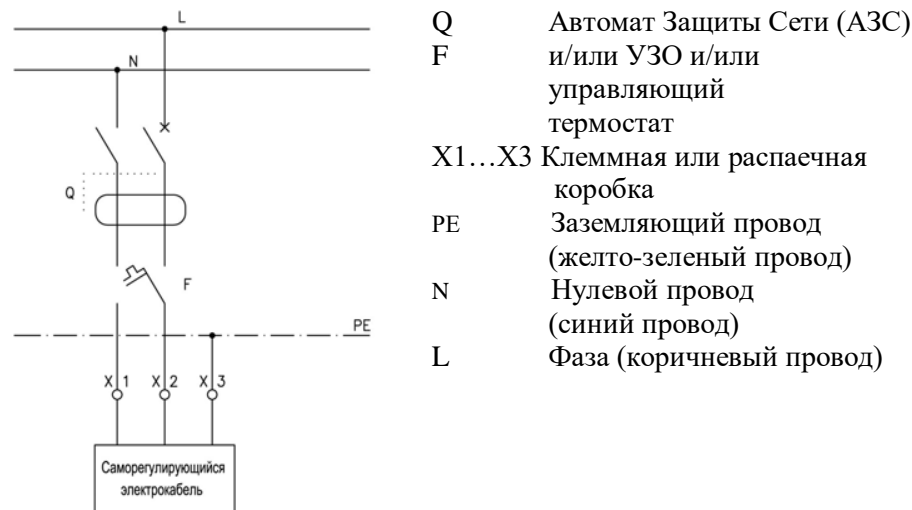 L
N
Q
F
PE
X 1 X 2 X 3
Саморегулирующийся
электрокабель
Q Автомат Защиты Сети (АЗС)
F и/или УЗО и/или
управляющий
термостат
X1...X3 Клеммная или распаечная
коробка
PE Заземляющий провод
(желто-зеленый провод)
N Нулевой провод
(синий провод)
L Фаза (коричневый провод)